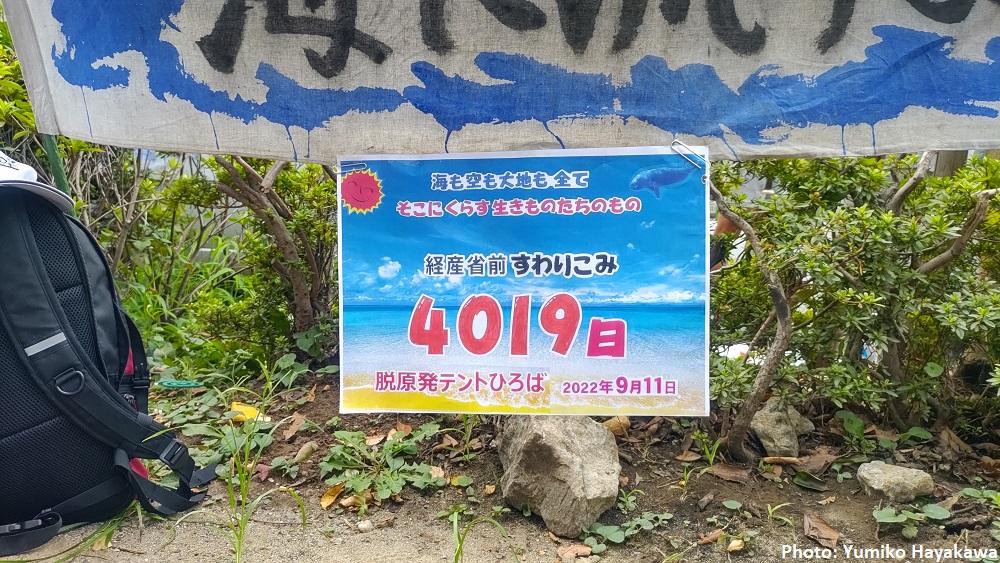 海
海も空も大地も全て
そこにくらす生きものたちのもの
経産省前 すわりこみ
4019日
脱原発テントひろば 2022年9月11日
Photo: Yumiko Hayakawa